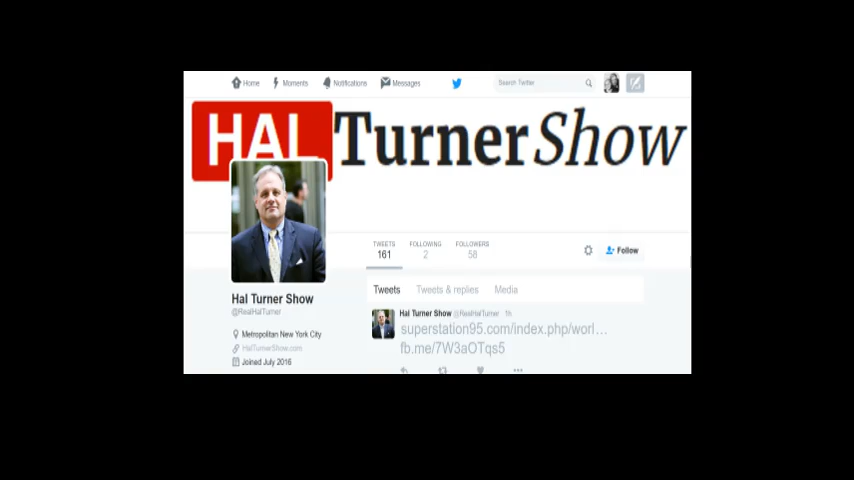 Home Moments Notifications Messages Search Twitter
HAL Turner Show
TWEETS FOLLOWING FOLLOWERS
161 2 58
Follow
Tweets Tweets & replies Media
Hal Turner Show
@RealHalTurner
Hal Turner Show @RealHalTurner 1h
superstation95.com/index.php/worl...
fb.me/7W3aOTqs5
Metropolitan New York City
HalTurnerShow.com
Joined July 2016